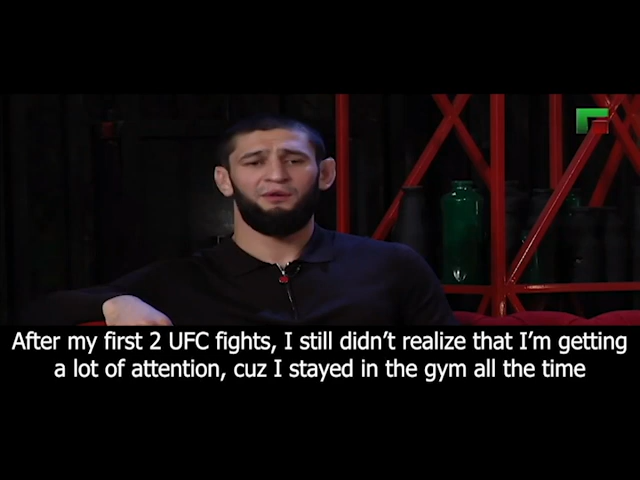 After my first 2 UFC fights, I still didn't realize that I'm getting
a lot of attention, cuz I stayed in the gym all the time